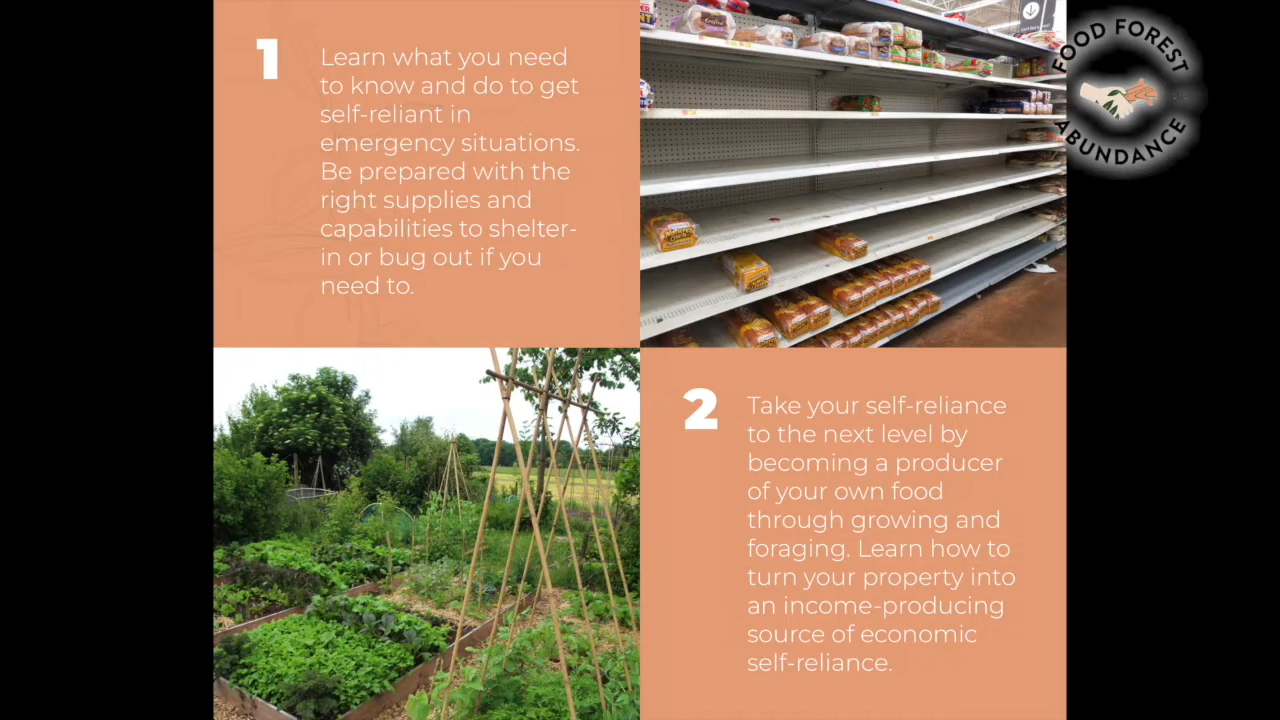 1
Learn what you need
to know and do to get
self-reliant in
emergency situations.
Be prepared with the
right supplies and
capabilities to shelter-
in or bug out if you
need to.
FOOD FOREST
ABUNDANCE
2
Take your self-reliance
to the next level by
becoming a producer
of your own food
through growing and
foraging. Learn how to
turn your property into
an income-producing
source of economic
self-reliance.